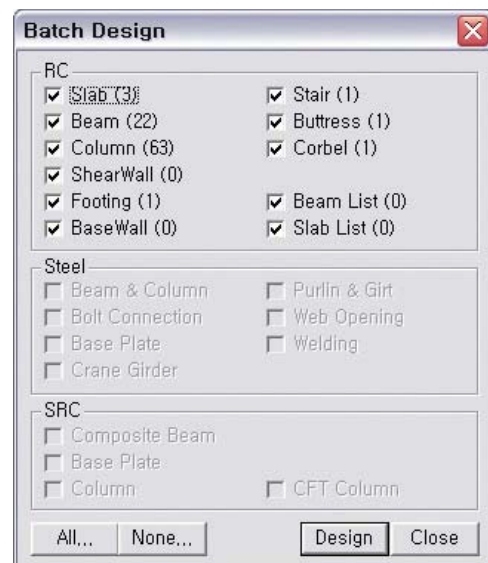 Batch Design
RC
Slab (3)
Stair (1)
Beam (22)
Buttress (1)
Column (63)
Corbel (1)
ShearWall (0)
Footing (1)
Beam List (0)
BaseWall (0)
Slab List (0)
Steel
Beam & Column
Purlin & Girt
Bolt Connection
Web Opening
Base Plate
Welding
Crane Girder
SRC
Composite Beam
Base Plate
Column
CFT Column
All...
None...
Design
Close